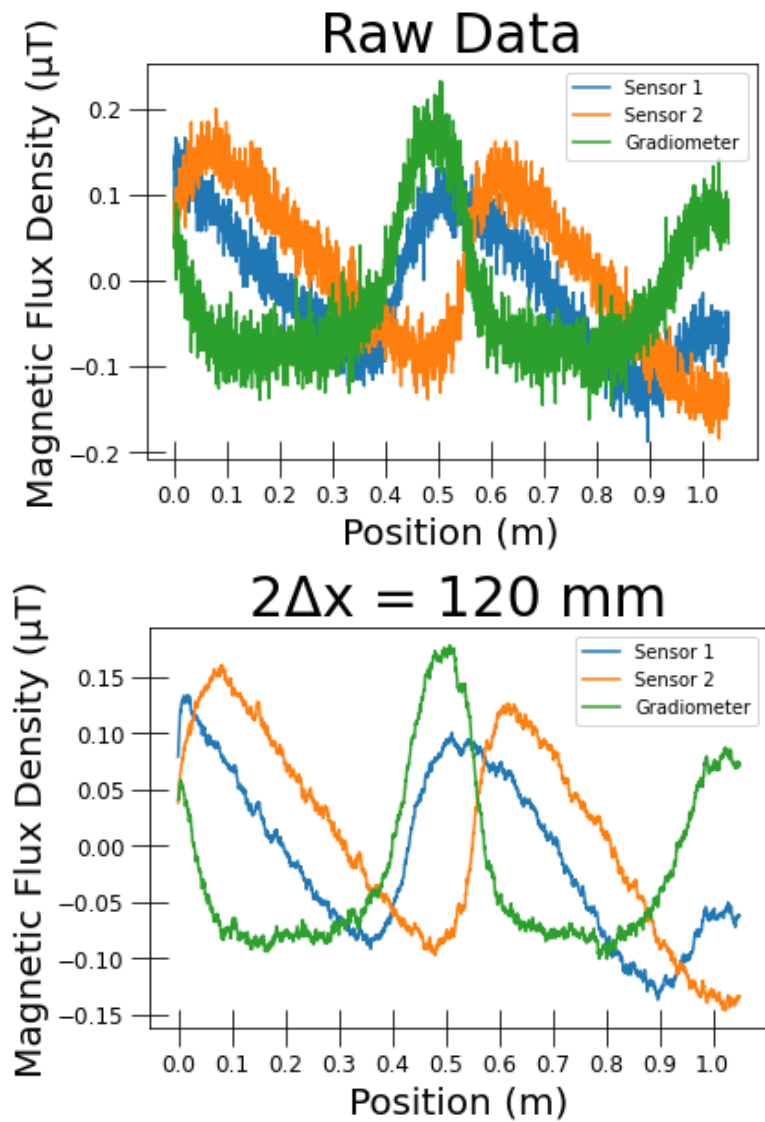 Raw Data
Magnetic Flux Density (μT)
0.2
0.1
0.0
−0.1
−0.2
Sensor 1
Sensor 2
Gradiometer
0.0 0.1 0.2 0.3 0.4 0.5 0.6 0.7 0.8 0.9 1.0
Position (m)
2Δx = 120 mm
Magnetic Flux Density (μT)
0.15
0.10
0.05
0.00
−0.05
−0.10
−0.15
Sensor 1
Sensor 2
Gradiometer
0.0 0.1 0.2 0.3 0.4 0.5 0.6 0.7 0.8 0.9 1.0
Position (m)